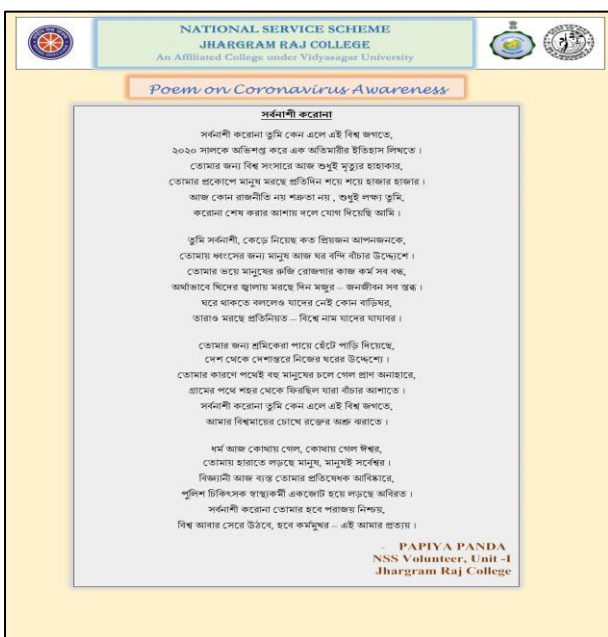 NATIONAL SERVICE SCHEME
JHARGRAM RAJ COLLEGE
An Affiliated College under Vidyasagar University
Poem on Coronavirus Awareness
সর্বনাশী করোনা
সর্বনাশী করোনা তুমি কেন এলে এই বিশ্ব জগতে,
২০২০ সালকে অভিশপ্ত করে এক অতিমারীর ইতিহাস লিখতে ।
তোমার জন্য বিশ্ব সংসারে আজ শুধুই মৃত্যুর হাহাকার,
তোমার প্রকোপে মানুষ মরছে প্রতিদিন শয়ে শয়ে হাজার হাজার ।
আজ কোন রাজনীতি নয় শত্রুতা নয় , শুধুই লক্ষ্য তুমি,
করোনা শেষ করার আশায় দলে যোগ দিয়েছি আমি ।
তুমি সর্বনাশী, কেড়ে নিয়েছ কত প্রিয়জন আপনজনকে,
তোমায় ধ্বংসের জন্য মানুষ আজ ঘর বন্দি বাঁচার উদ্দ্যেশে ।
তোমার ভয়ে মানুষের রুজি রোজগার কাজ কর্ম সব বন্ধ,
অর্থাভাবে খিদের জ্বালায় মরছে দিন মজুর – জনজীবন সব স্তব্ধ ।
ঘরে থাকতে বললেও যাদের নেই কোন বাড়িঘর,
তারাও মরছে প্রতিনিয়ত – বিশ্বে নাম যাদের যাযাবর ।
তোমার জন্য শ্রমিকেরা পায়ে হেঁটে পাড়ি দিয়েছে,
দেশ থেকে দেশান্তরে নিজের ঘরের উদ্দেশ্যে ।
তোমার কারণে পথেই বহু মানুষের চলে গেল প্রাণ অনাহারে,
গ্রামের পথে শহর থেকে ফিরছিল যারা বাঁচার আশাতে ।
সর্বনাশী করোনা তুমি কেন এলে এই বিশ্ব জগতে,
আমার বিশ্বমায়ের চোখে রক্তের অশ্রু ঝরাতে ।
ধর্ম আজ কোথায় গেল, কোথায় গেল ঈশ্বর,
তোমায় হারাতে লড়ছে মানুষ, মানুষই সর্বেশ্বর ।
বিজ্ঞানী আজ ব্যস্ত তোমার প্রতিষেধক আবিষ্কারে,
পুলিশ চিকিৎসক স্বাস্থ্যকর্মী একজোট হয়ে লড়ছে অবিরত ।
সর্বনাশী করোনা তোমার হবে পরাজয় নিশ্চয়,
বিশ্ব আবার সেরে উঠবে, হবে কর্মমুখর – এই আমার প্রত্যয় ।
- PAPIYA PANDA
NSS Volunteer, Unit -I
Jhargram Raj College